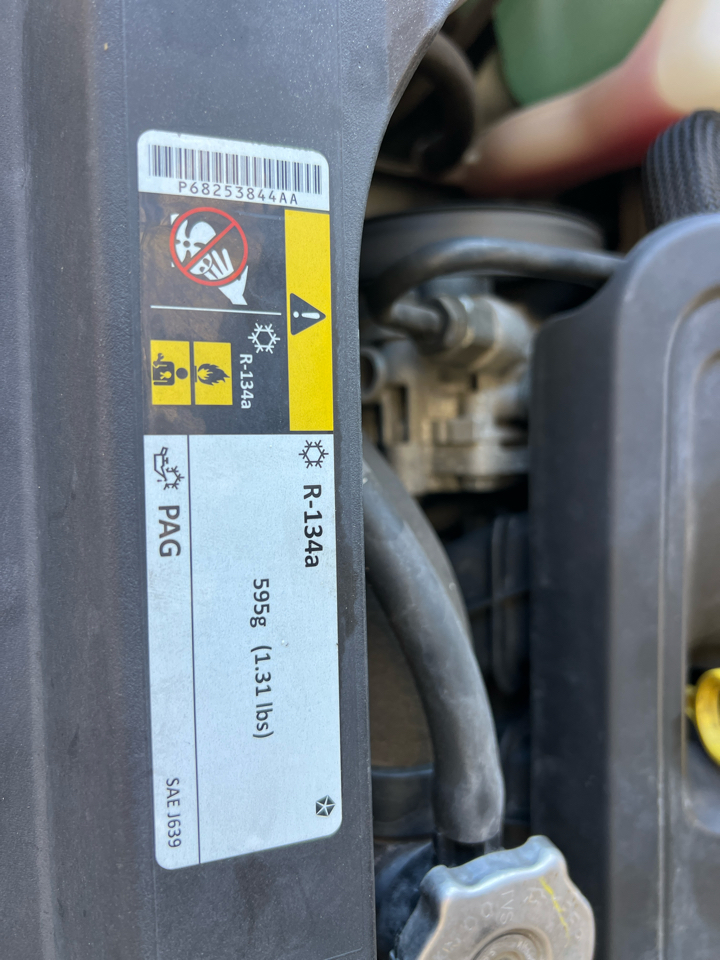 P68253844AA
R-134a
R-134a
595g (1.31 lbs)
PAG
SAE J639